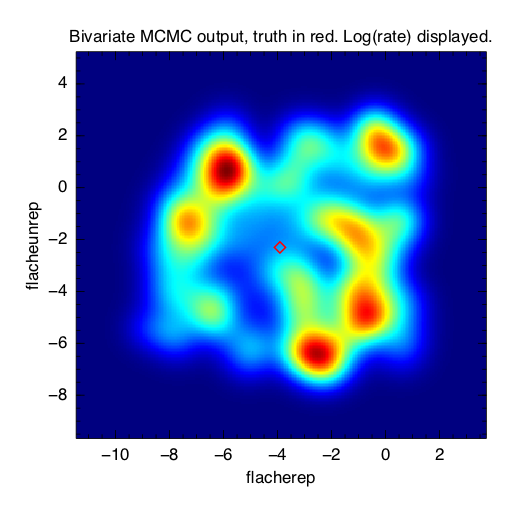 Bivariate MCMC output, truth in red. Log(rate) displayed.
4
2
0
−2
−4
−6
−8
flacheunrep
−10 −8 −6 −4 −2 0 2
flacherep